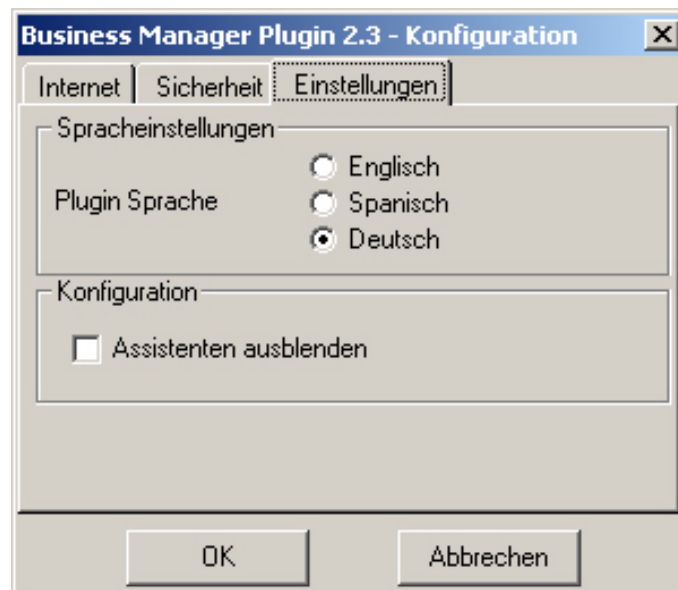 Business Manager Plugin 2.3 - Konfiguration
Internet Sicherheit Einstellungen
Spracheinstellungen
Englisch
Plugin Sprache Spanisch
Deutsch
Konfiguration
Assistenten ausblenden
OK Abbrechen